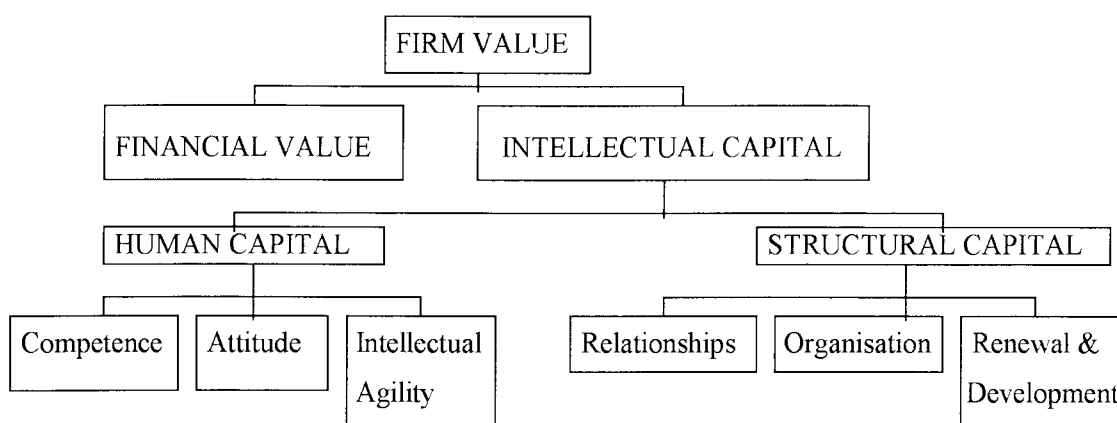 FIRM VALUE
FINANCIAL VALUE
INTELLECTUAL CAPITAL
HUMAN CAPITAL
STRUCTURAL CAPITAL
Competence
Attitude
Intellectual
Agility
Relationships
Organisation
Renewal &
Development